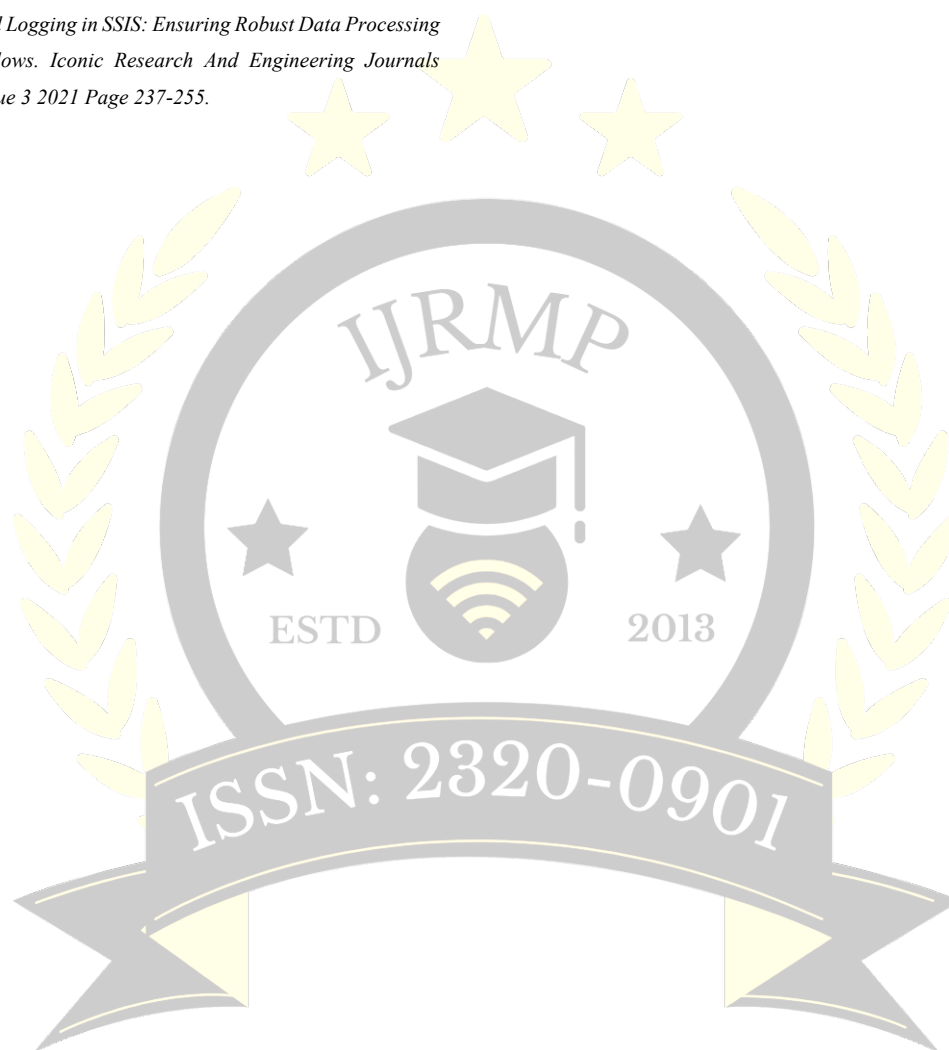 Logging in SSIS: Ensuring Robust Data Processing
lows. Iconic Research And Engineering Journals
ue 3 2021 Page 237-255.
IJRMP
ESTD 2013
ISSN: 2320-0901